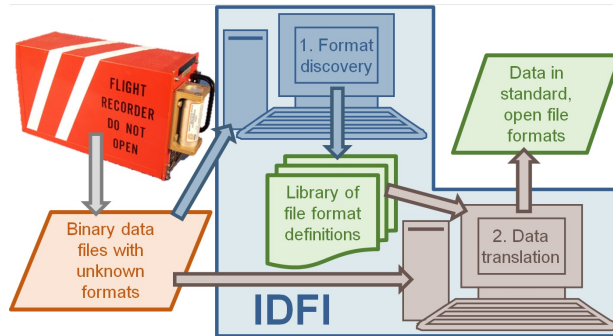 FLIGHT
RECORDER
DO NOT
OPEN
1. Format
discovery
Data in
standard,
open file
formats
Library of
file format
definitions
Binary data
files with
unknown
formats
2. Data
translation
IDFI